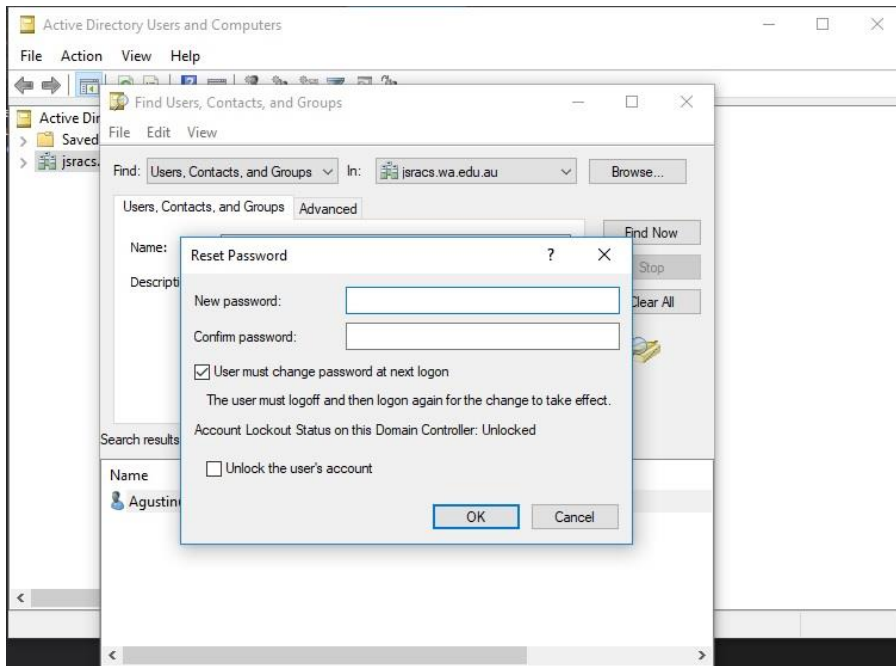 Active Directory Users and Computers
File Action View Help
Find Users, Contacts, and Groups
Active Dir
File Edit View
Saved
jsracs.
Find: Users, Contacts, and Groups In: jsracs.wa.edu.au Browse...
Users, Contacts, and Groups Advanced
Find Now
Name:
Reset Password ? 
Stop
Descripti
New password:
Clear All
Confirm password:
User must change password at next logon
The user must logoff and then logon again for the change to take effect.
Account Lockout Status on this Domain Controller: Unlocked
Search results
Unlock the user's account
Name
Agustin
OK Cancel